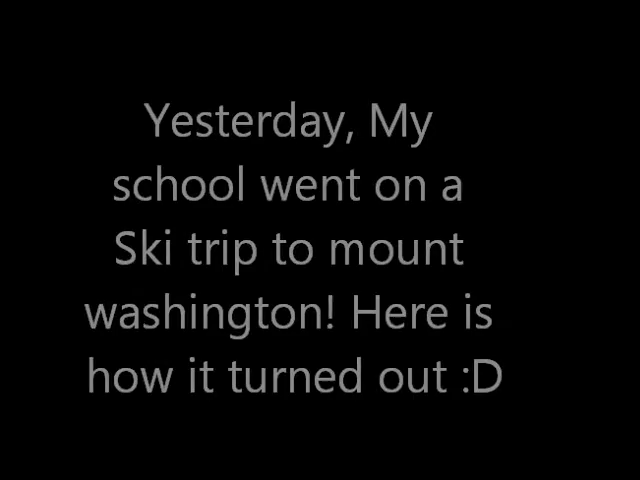 Yesterday, My
school went on a
Ski trip to mount
washington! Here is
how it turned out :D